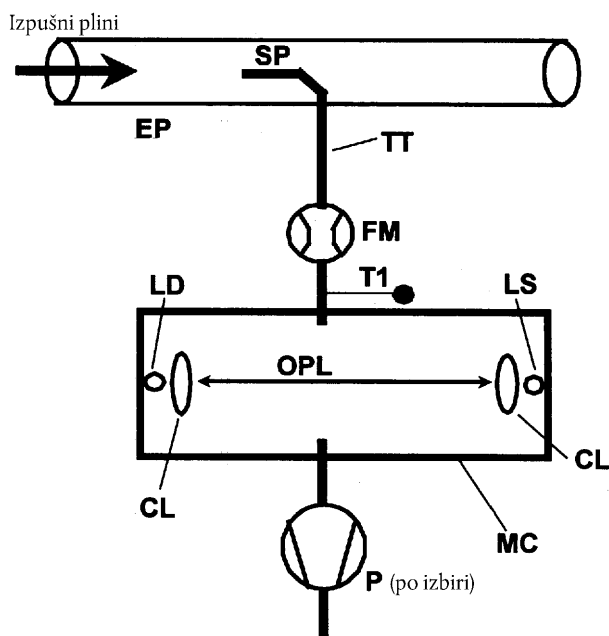 Izpušni plini
SP
EP
TT
FM
T1
LD
LS
OPL
CL
CL
MC
P (po izbiri)